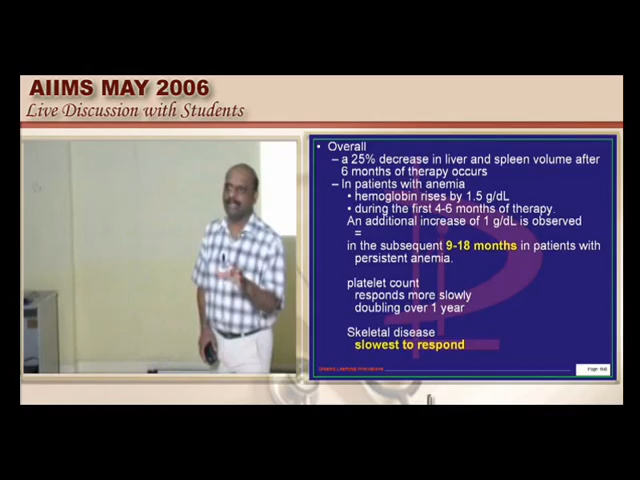 AIIMS MAY 2006
Live Discussion with Students
• Overall
– a 25% decrease in liver and spleen volume after
6 months of therapy occurs
– In patients with anemia
• hemoglobin rises by 1.5 g/dL
• during the first 4-6 months of therapy.
An additional increase of 1 g/dL is observed
=
in the subsequent 9-18 months in patients with
persistent anemia.
platelet count
responds more slowly
doubling over 1 year
Skeletal disease
slowest to respond
Page